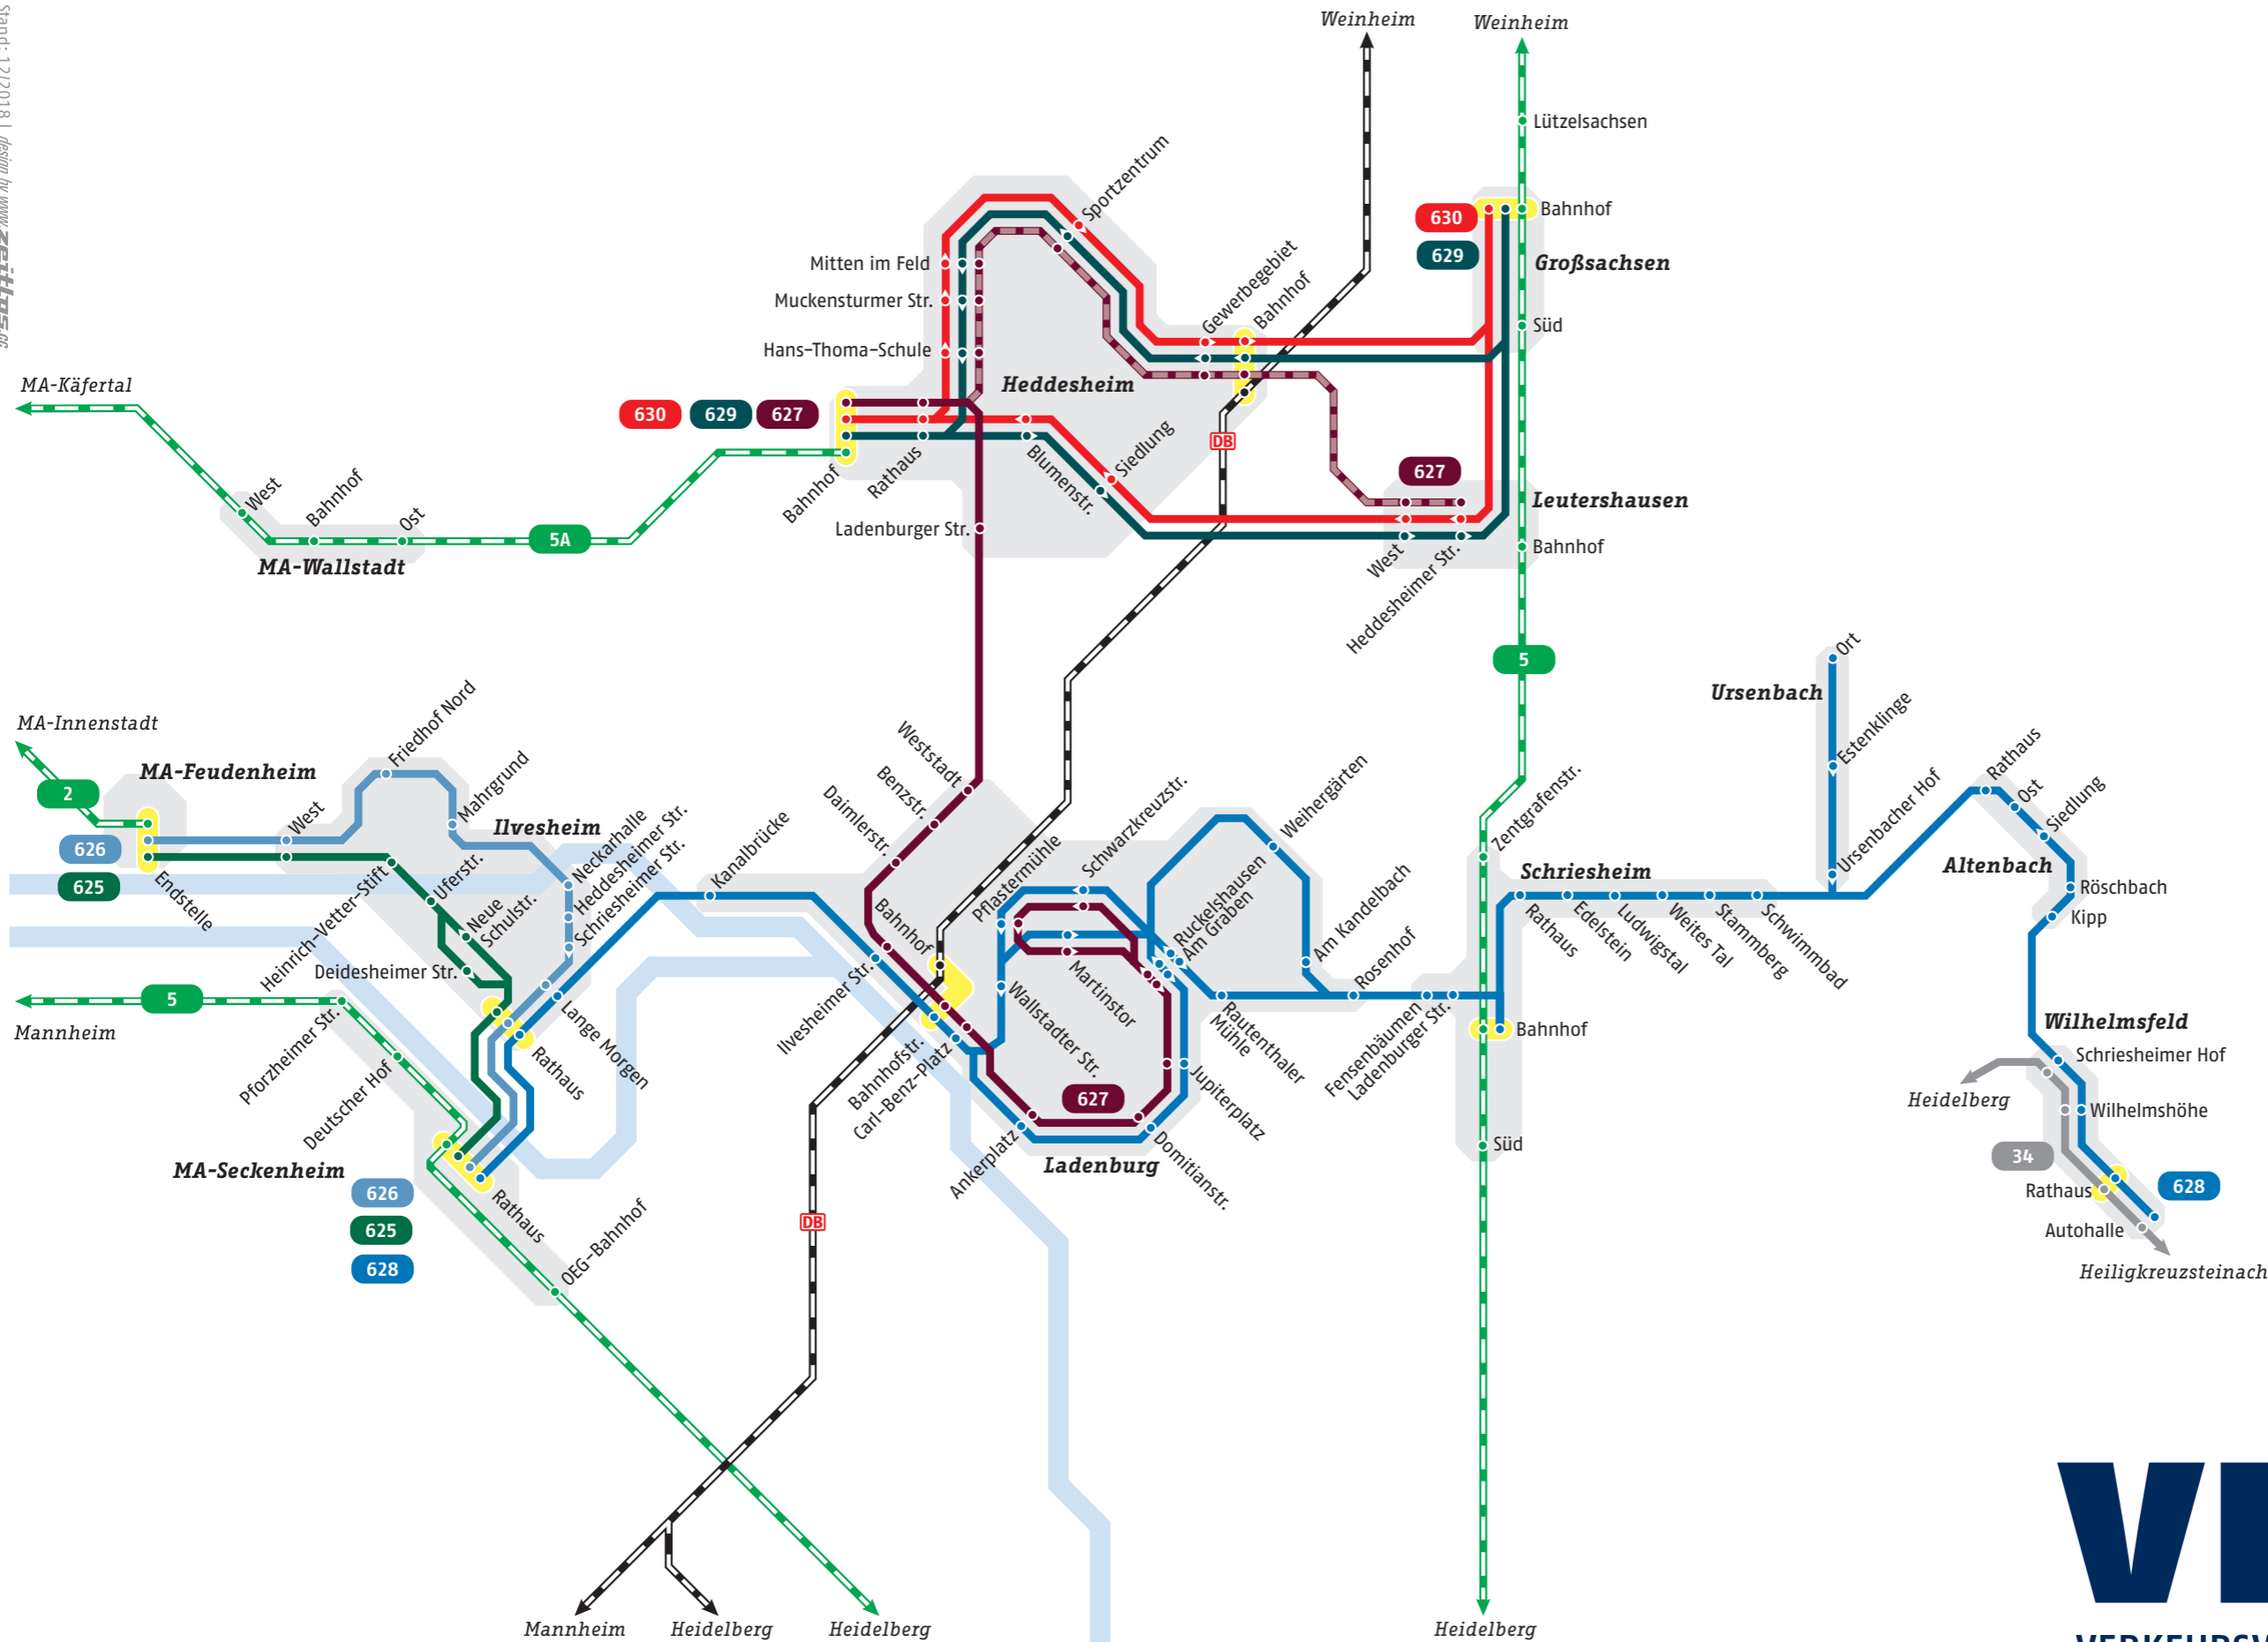 Stand: 12/2018 | design by www.zeitlos.cc
Weinheim
Weinheim
Lützelsachsen
Bahnhof
Großsachsen
Süd
630
629
Sportzentrum
Gewerbegebiet
Bahnhof
Mitten im Feld
Muckensturmer Str.
Hans-Thoma-Schule
Heddesheim
630
629
627
Bahnhof
Rathaus
Blumenstr.
Siedlung
Ladenburger Str.
DB
627
Leutershausen
West
Heddesheimer Str.
Bahnhof
5
MA-Käfertal
West
Bahnhof
Ost
MA-Wallstadt
5A
MA-Innenstadt
2
MA-Feudenheim
626
625
Endstelle
West
Friedhof Nord
Mahrgrund
Ilvesheim
Neckarhalle
Heddesheimer Str.
Schriesheimer Str.
Heinrich-Vetter-Stift
Uferstr.
Neue
Schulstr.
Deidesheimer Str.
Lange Morgen
Rathaus
Kanalbrücke
5
Mannheim
Pforzheimer Str.
Deutscher Hof
MA-Seckenheim
626
625
628
Rathaus
OEG-Bahnhof
Weststadt
Benzstr.
Daimlerstr.
Bahnhof
Ilvesheimer Str.
Bahnhofstr.
Carl-Benz-Platz
Pflastermühle
Schwarzkreuzstr.
Martinstor
Wallstadter Str.
627
Ankerplatz
Ladenburg
Domitianstr.
Jupiterplatz
Ruckelshausen
Am Graben
Weihergärten
Am Kandelbach
Rosenhof
Rautenthaler
Mühle
Fensenbäumen
Ladenburger Str.
Zentgrafenstr.
Schriesheim
Bahnhof
Süd
Rathaus
Edelstein
Ludwigstal
Weites Tal
Stammberg
Schwimmbad
Ursenbach
Ort
Estenklinge
Ursenbacher Hof
Altenbach
Rathaus
Ost
Siedlung
Röschbach
Kipp
Wilhelmsfeld
Schriesheimer Hof
Heidelberg
Wilhelmshöhe
34
Rathaus
628
Autohalle
Heiligkreuzsteinach
DB
Mannheim
Heidelberg
Heidelberg
Heidelberg